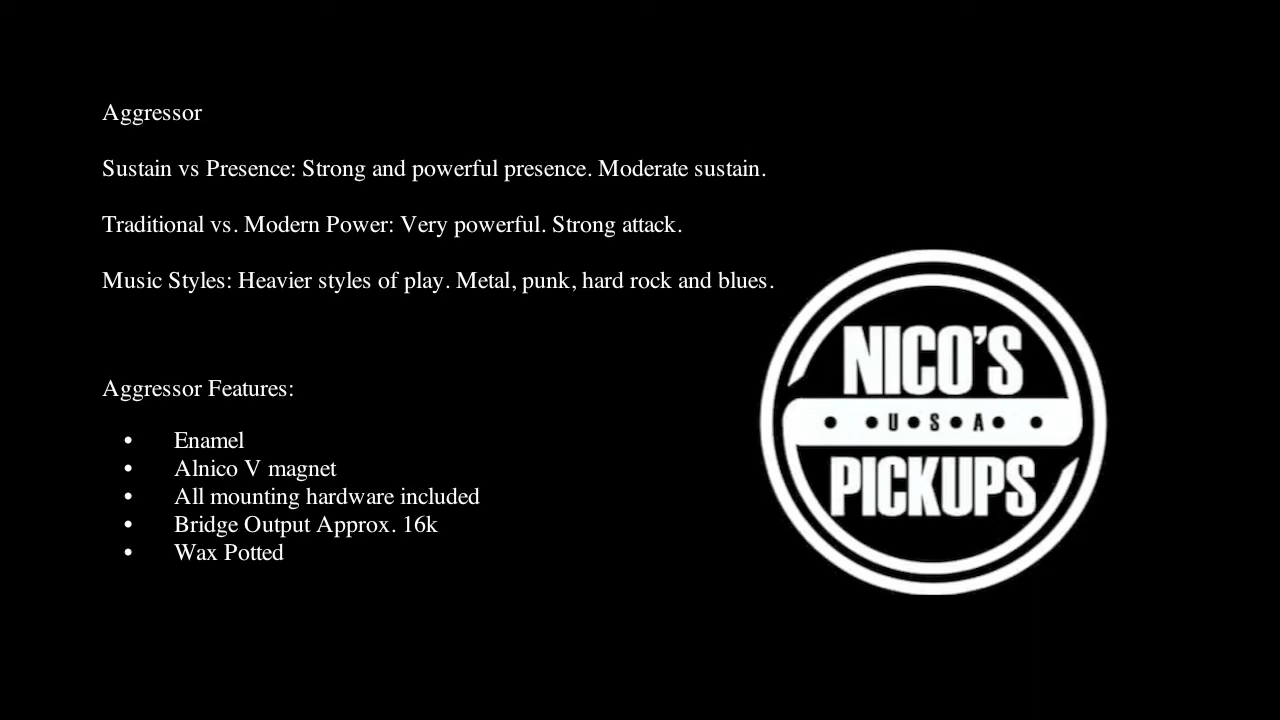 Aggressor
Sustain vs Presence: Strong and powerful presence. Moderate sustain.
Traditional vs. Modern Power: Very powerful. Strong attack.
Music Styles: Heavier styles of play. Metal, punk, hard rock and blues.
Aggressor Features:
• Enamel
• Alnico V magnet
• All mounting hardware included
• Bridge Output Approx. 16k
• Wax Potted
NICO'S
• •U•S•A• •
PICKUPS